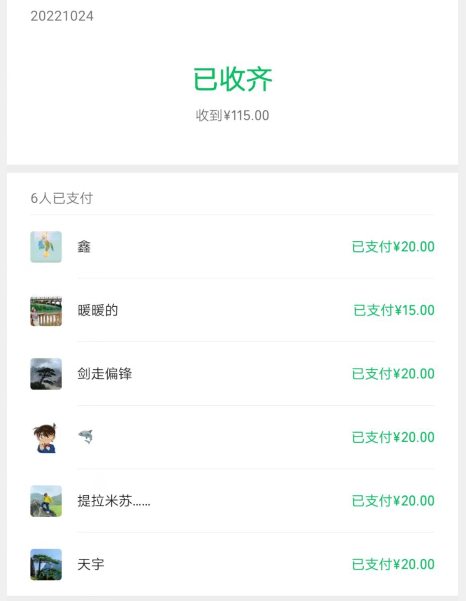 20221024
已收齐
收到¥115.00
6人已支付
鑫 已支付¥20.00
暖暖的 已支付¥15.00
剑走偏锋 已支付¥20.00
🦈 已支付¥20.00
提拉米苏…… 已支付¥20.00
天宇 已支付¥20.00